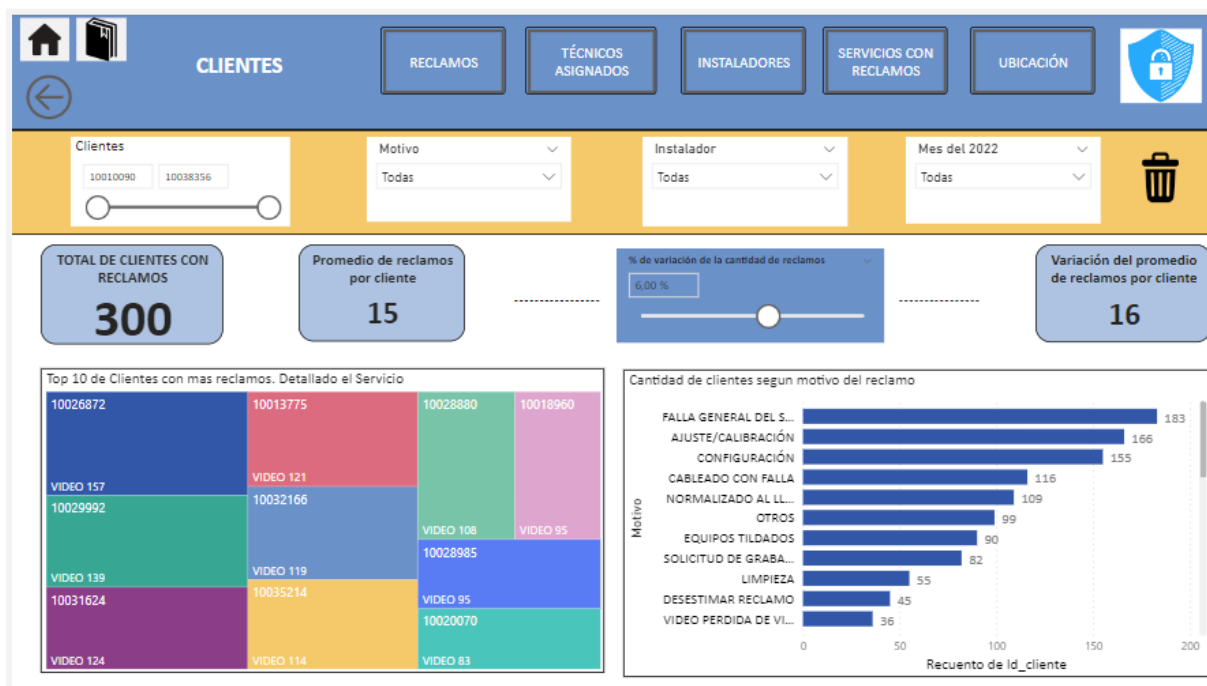 CLIENTES
RECLAMOS
TÉCNICOS
ASIGNADOS
INSTALADORES
SERVICIOS CON
RECLAMOS
UBICACIÓN
Clientes
10010090
10038356
Motivo
Todas
Instalador
Todas
Mes del 2022
Todas
TOTAL DE CLIENTES CON
RECLAMOS
300
Promedio de reclamos
por cliente
15
% de variación de la cantidad de reclamos
6,00 %
Variación del promedio
de reclamos por cliente
16
Top 10 de Clientes con mas reclamos. Detallado el Servicio
10026872
VIDEO 157
10029992
VIDEO 139
10031624
VIDEO 124
10013775
VIDEO 121
10032166
VIDEO 119
10035214
VIDEO 114
10028880
VIDEO 108
10018960
VIDEO 95
10028985
VIDEO 95
10020070
VIDEO 83
Cantidad de clientes segun motivo del reclamo
Motivo
FALLA GENERAL DEL S... 183
AJUSTE/CALIBRACIÓN 166
CONFIGURACIÓN 155
CABLEADO CON FALLA 116
NORMALIZADO AL LL... 109
OTROS 99
EQUIPOS TILDADOS 90
SOLICITUD DE GRABA... 82
LIMPIEZA 55
DESESTIMAR RECLAMO 45
VIDEO PERDIDA DE VI... 36
0 50 100 150 200
Recuento de Id_cliente